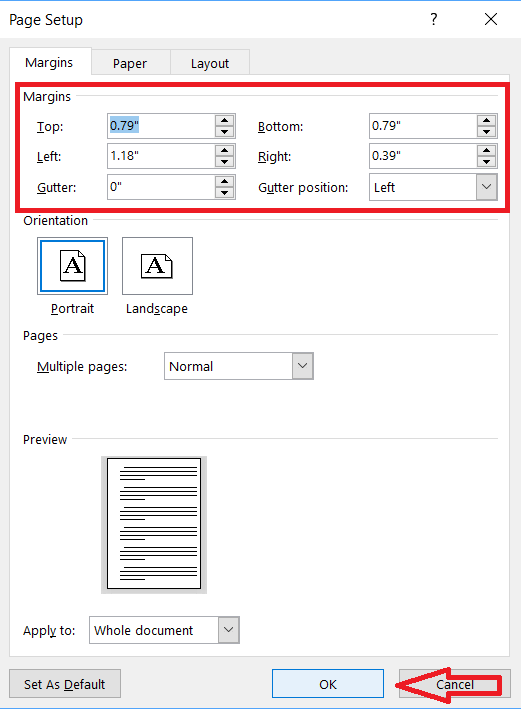 Page Setup ?
Margins Paper Layout
Margins
Top: 0.79" Bottom: 0.79"
Left: 1.18" Right: 0.39"
Gutter: 0" Gutter position: Left
Orientation
A A
Portrait Landscape
Pages
Multiple pages: Normal
Preview
Apply to: Whole document
Set As Default OK Cancel